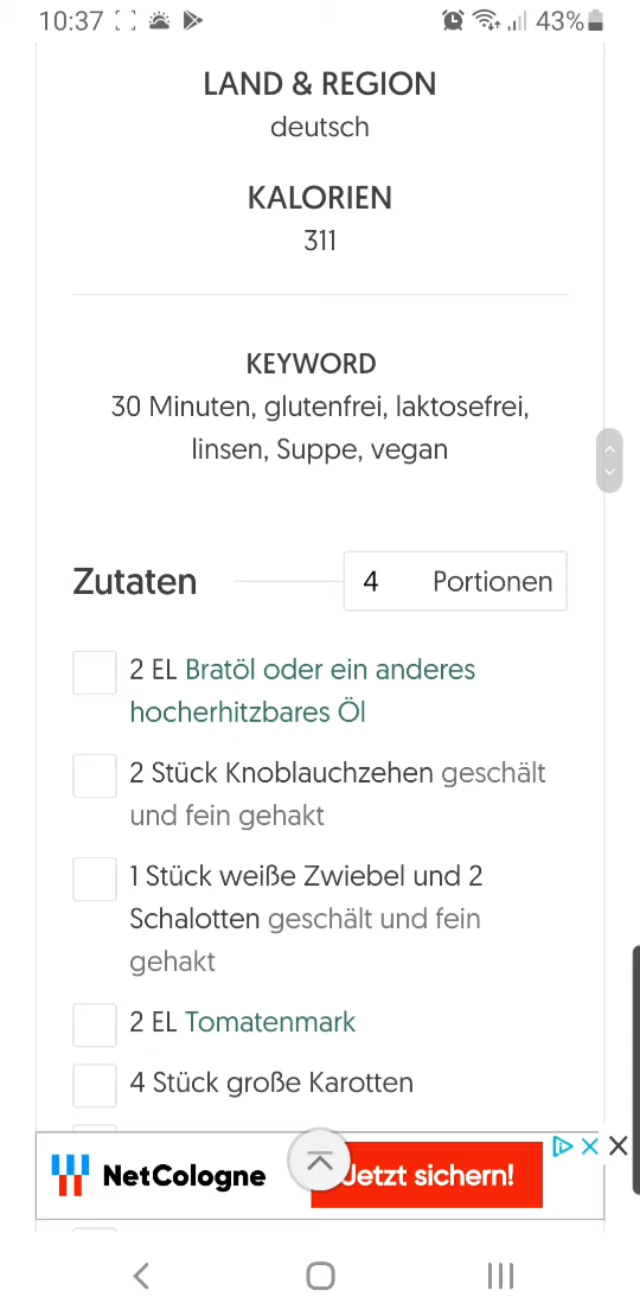 10:37 43%
LAND & REGION
deutsch
KALORIEN
311
KEYWORD
30 Minuten, glutenfrei, laktosefrei,
linsen, Suppe, vegan
Zutaten 4 Portionen
2 EL Bratöl oder ein anderes
hocherhitzbares Öl
2 Stück Knoblauchzehen geschält
und fein gehakt
1 Stück weiße Zwiebel und 2
Schalotten geschält und fein
gehakt
2 EL Tomatenmark
4 Stück große Karotten
NetCologne Jetzt sichern!